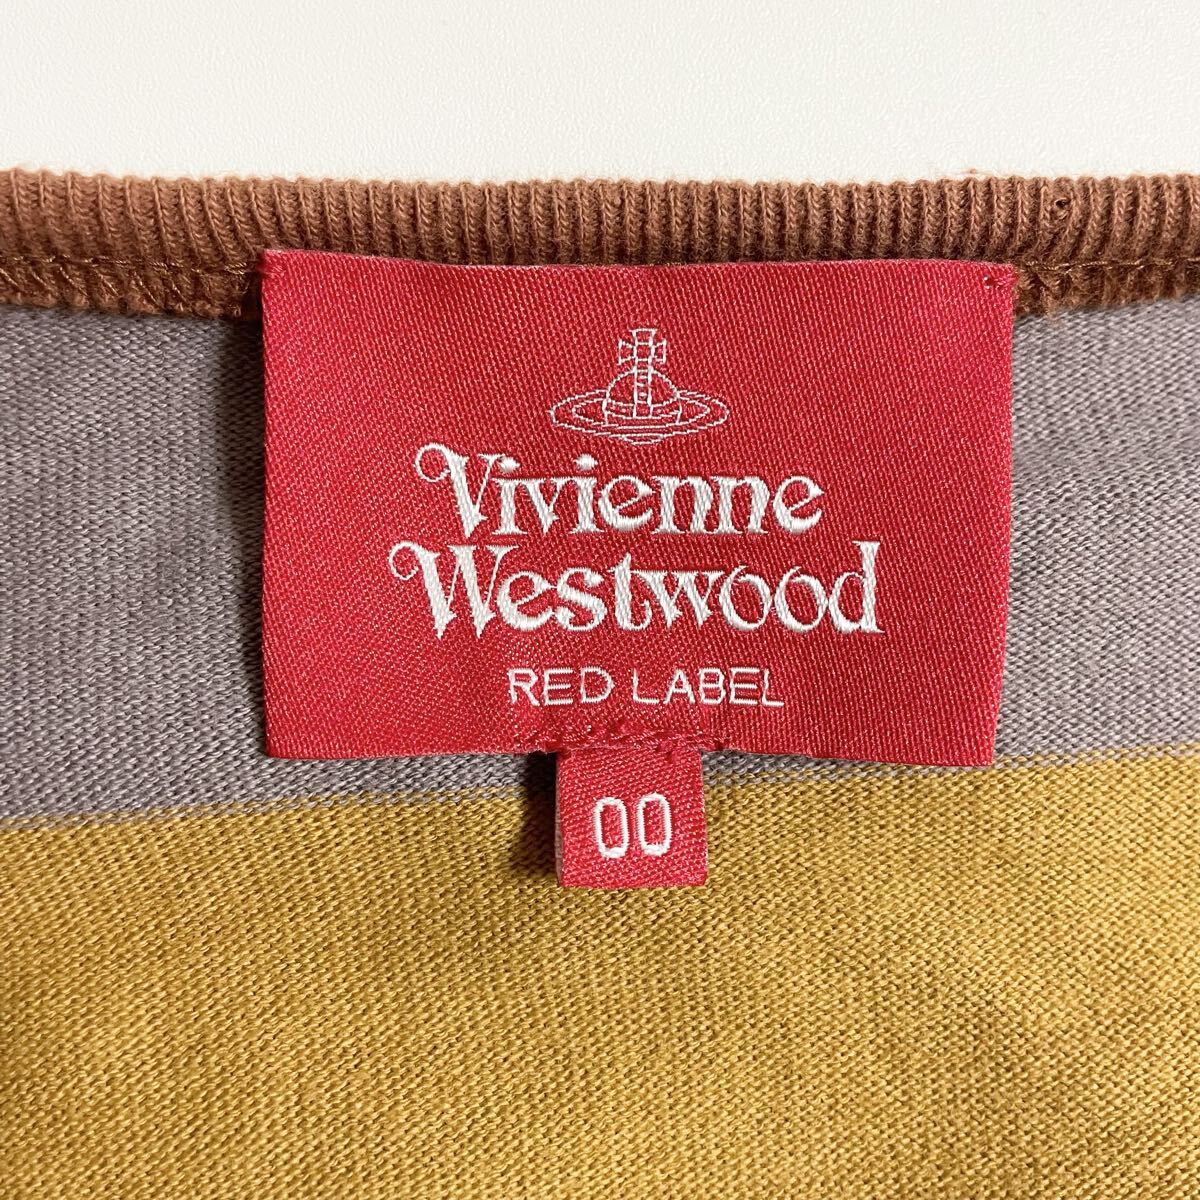 Vivienne
Westwood
RED LABEL
00